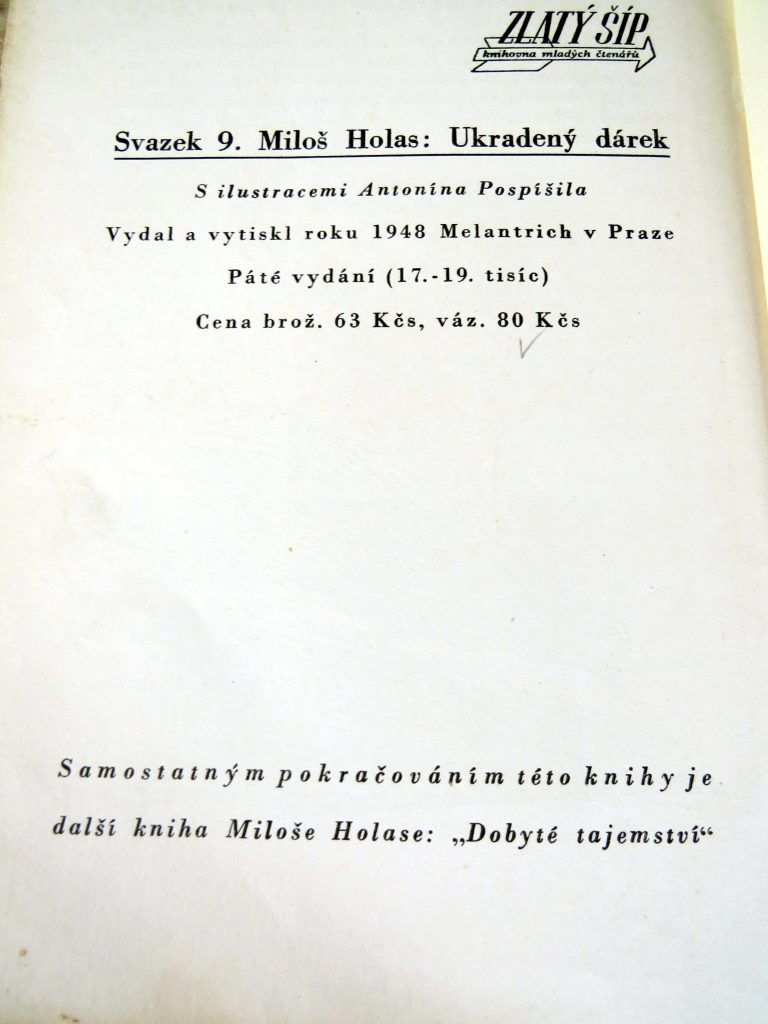 ZLATÝ ŠÍP
knihovna mladých čtenářů
Svazek 9. Miloš Holas: Ukradený dárek
S ilustracemi Antonína Pospíšila
Vydal a vytiskl roku 1948 Melantrich v Praze
Páté vydání (17.-19. tisíc)
Cena brož. 63 Kčs, váz. 80 Kčs
Samostatným pokračováním této knihy je
další kniha Miloše Holase: „Dobyté tajemství“